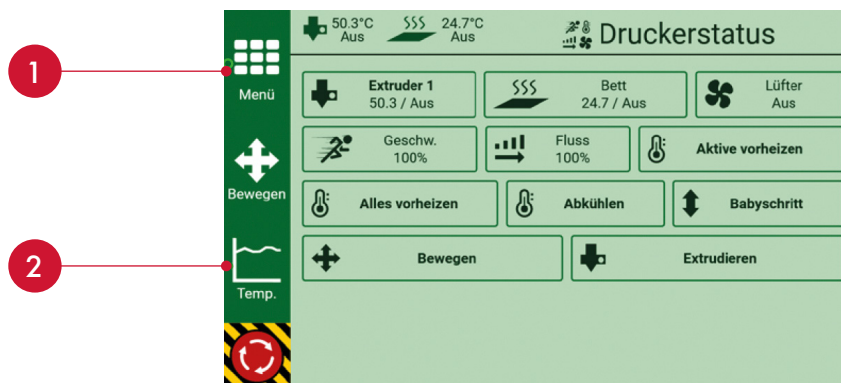 50.3°C
Aus
24.7°C
Aus
Druckerstatus
1
Menü
Extruder 1
50.3 / Aus
Bett
24.7 / Aus
Lüfter
Aus
Geschw.
100%
Fluss
100%
Aktive vorheizen
Bewegen
Alles vorheizen
Abkühlen
Babyschritt
2
Temp.
Bewegen
Extrudieren